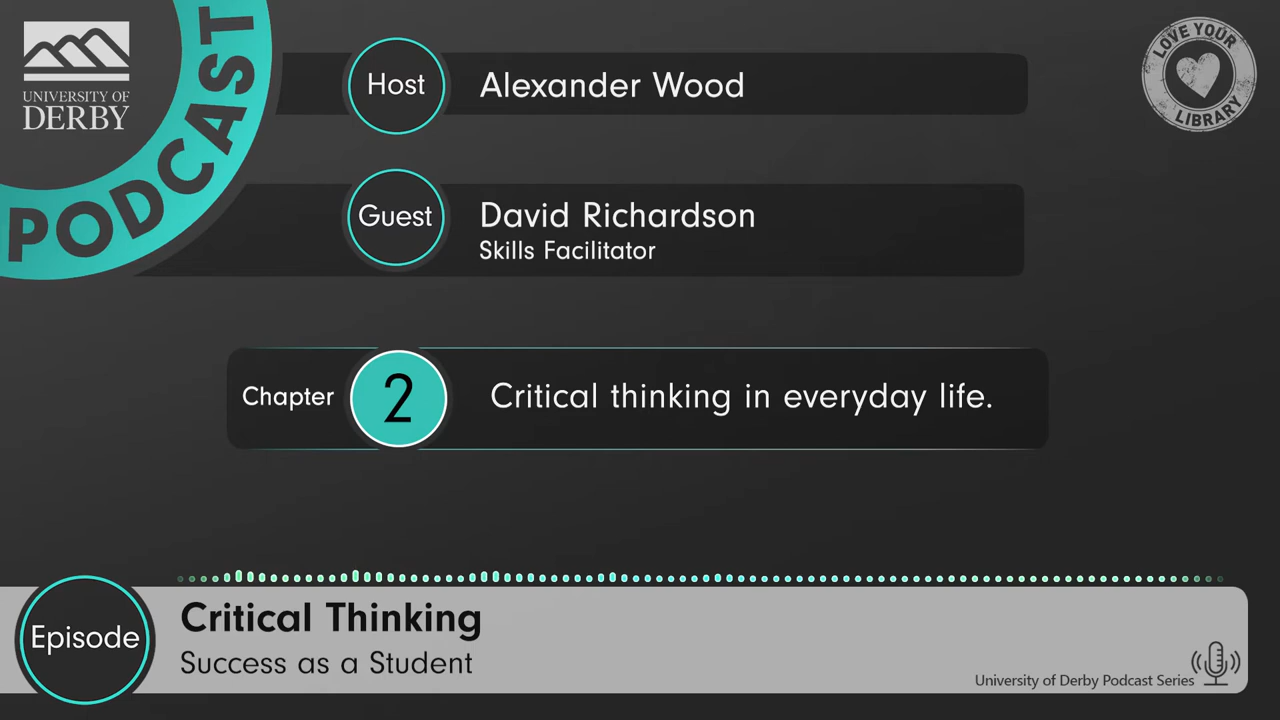 UNIVERSITY OF
DERBY
PODCAST
Host
Alexander Wood
LOVE YOUR
LIBRARY
Guest
David Richardson
Skills Facilitator
Chapter
2
Critical thinking in everyday life.
Episode
Critical Thinking
Success as a Student
University of Derby Podcast Series